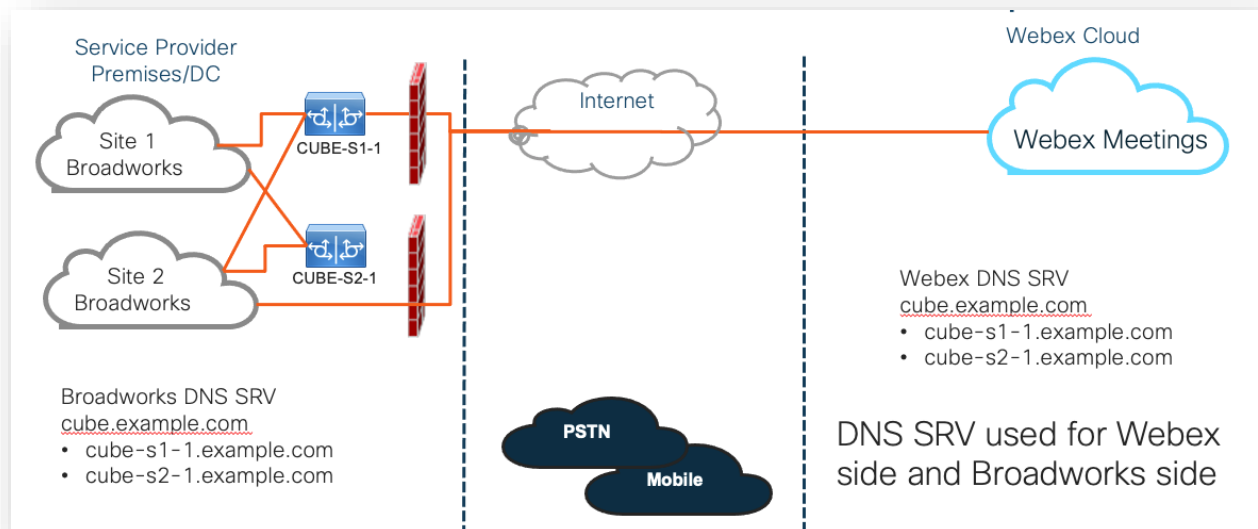 Service Provider
Premises/DC
Site 1
Broadworks
CUBE-S1-1
Site 2
Broadworks
CUBE-S2-1
Broadworks DNS SRV
cube.example.com
• cube-s1-1.example.com
• cube-s2-1.example.com
Internet
PSTN
Mobile
Webex Cloud
Webex Meetings
Webex DNS SRV
cube.example.com
• cube-s1-1.example.com
• cube-s2-1.example.com
DNS SRV used for Webex
side and Broadworks side